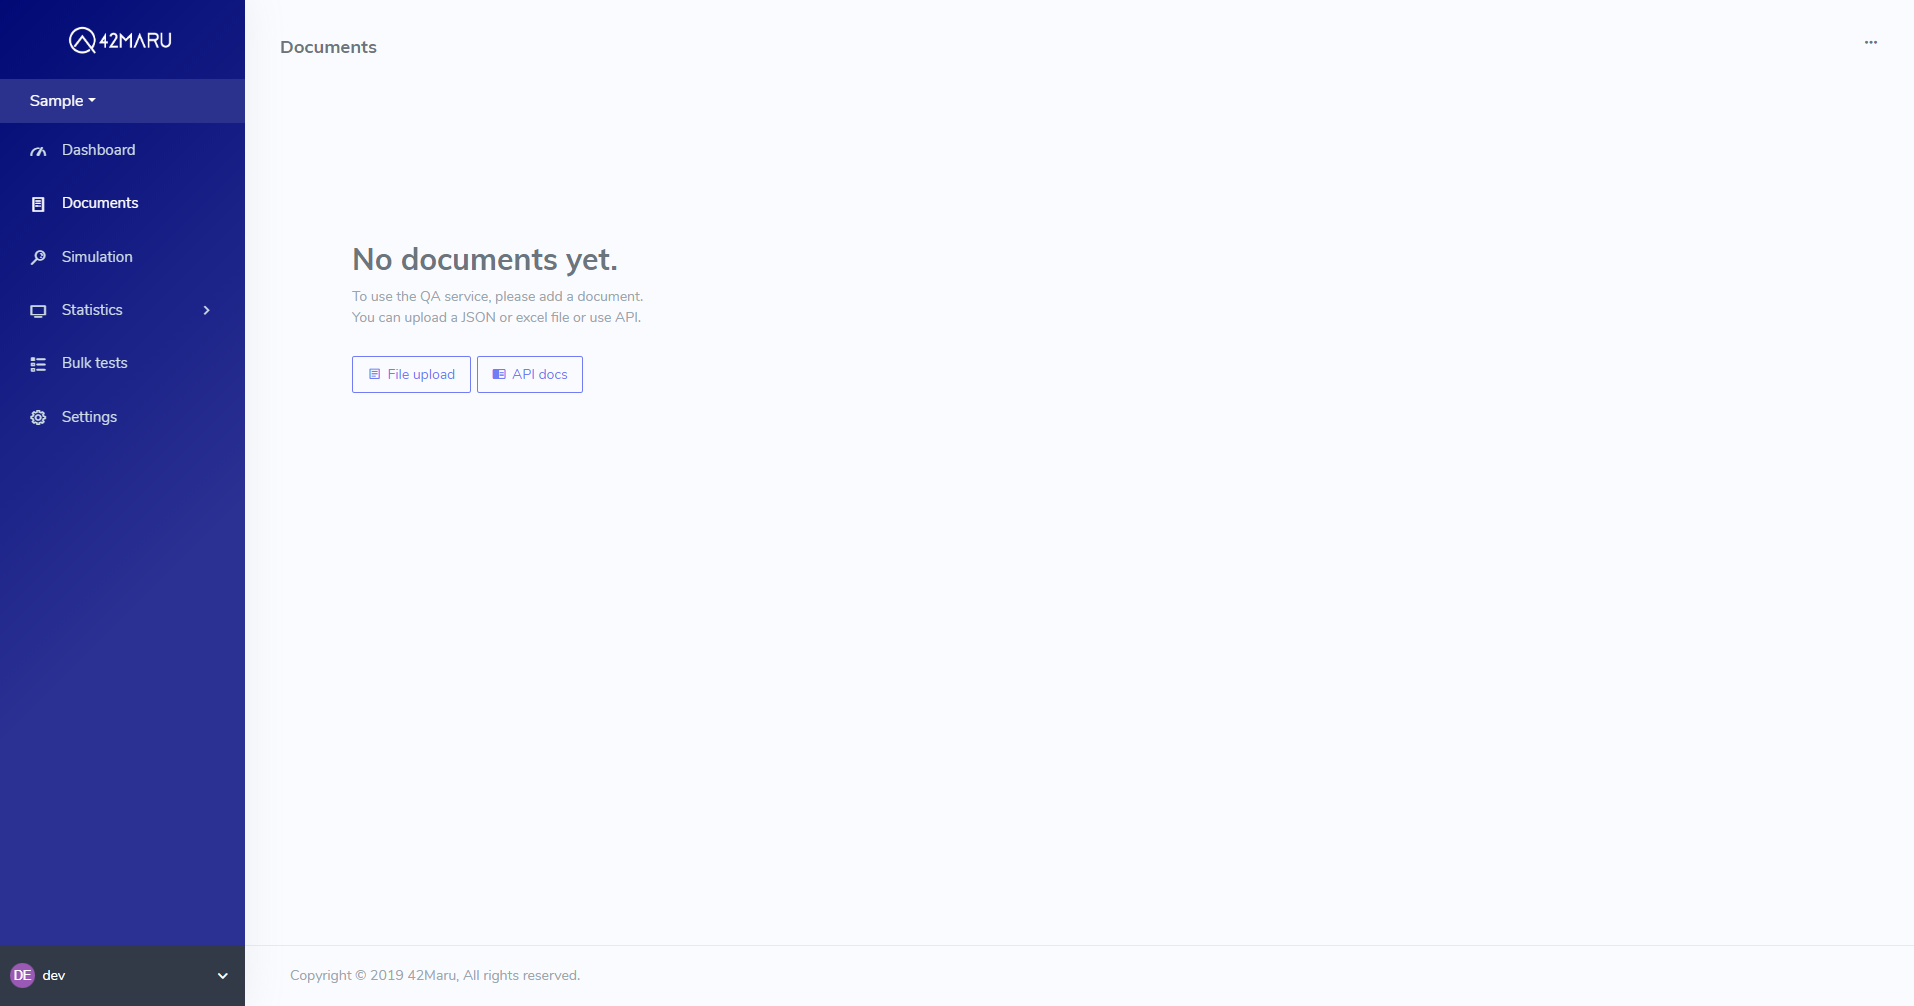 42MARU
Sample
Dashboard
Documents
Simulation
Statistics
Bulk tests
Settings
DE dev
Documents
No documents yet.
To use the QA service, please add a document.
You can upload a JSON or excel file or use API.
File upload
API docs
Copyright © 2019 42Maru, All rights reserved.